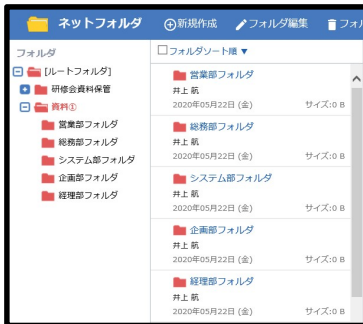 ネットフォルダ 新規作成 フォルダ編集 フォル
フォルダ
[ルートフォルダ]
研修会資料保管
資料①
営業部フォルダ
総務部フォルダ
システム部フォルダ
企画部フォルダ
経理部フォルダ
フォルダソート順 ▼
営業部フォルダ
井上 航
2020年05月22日 (金) サイズ:0 B
総務部フォルダ
井上 航
2020年05月22日 (金) サイズ:0 B
システム部フォルダ
井上 航
2020年05月22日 (金) サイズ:0 B
企画部フォルダ
井上 航
2020年05月22日 (金) サイズ:0 B
経理部フォルダ
井上 航
2020年05月22日 (金) サイズ:0 B